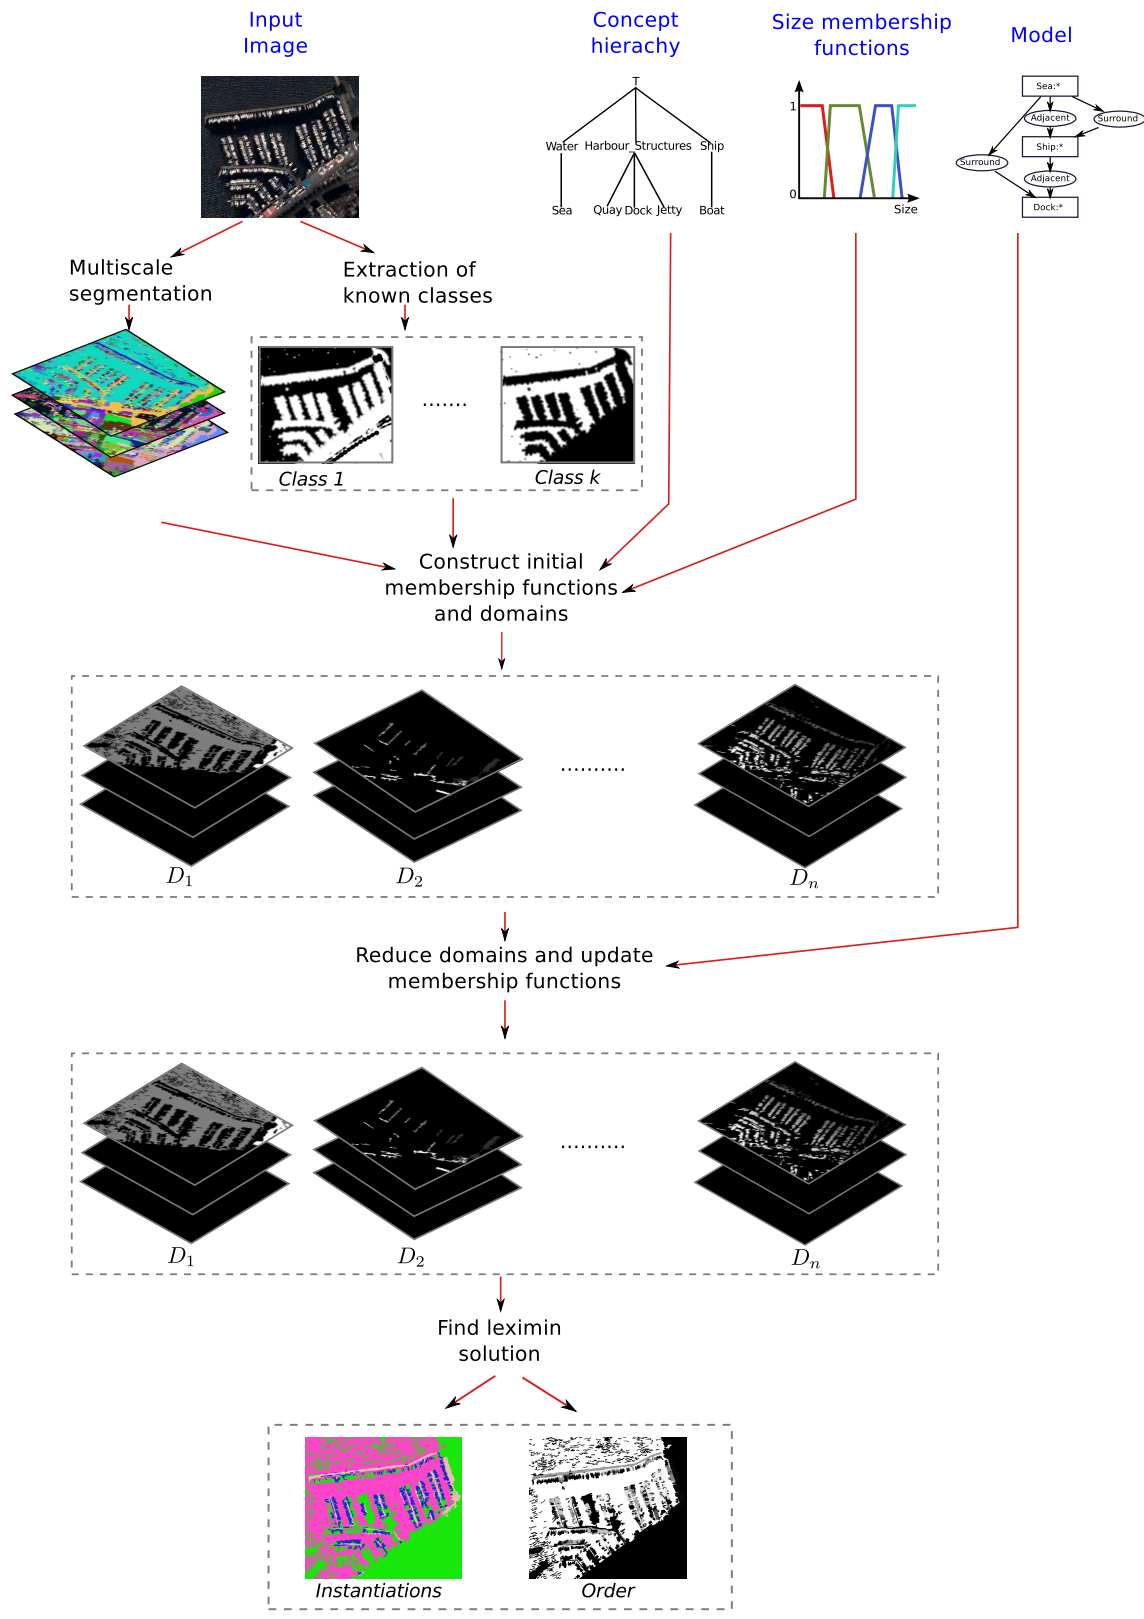 Input
Image
Concept
hierachy
Size membership
functions
Model
T
Water
Harbour_Structures
Ship
Sea
Quay
Dock
Jetty
Boat
1
0
Size
Sea:*
Adjacent
Surround
Ship:*
Surround
Adjacent
Dock:*
Multiscale
segmentation
Extraction of
known classes
.......
Class 1
Class k
Construct initial
membership functions
and domains
..........
D1
D2
Dn
Reduce domains and update
membership functions
..........
D1
D2
Dn
Find leximin
solution
Instantiations
Order